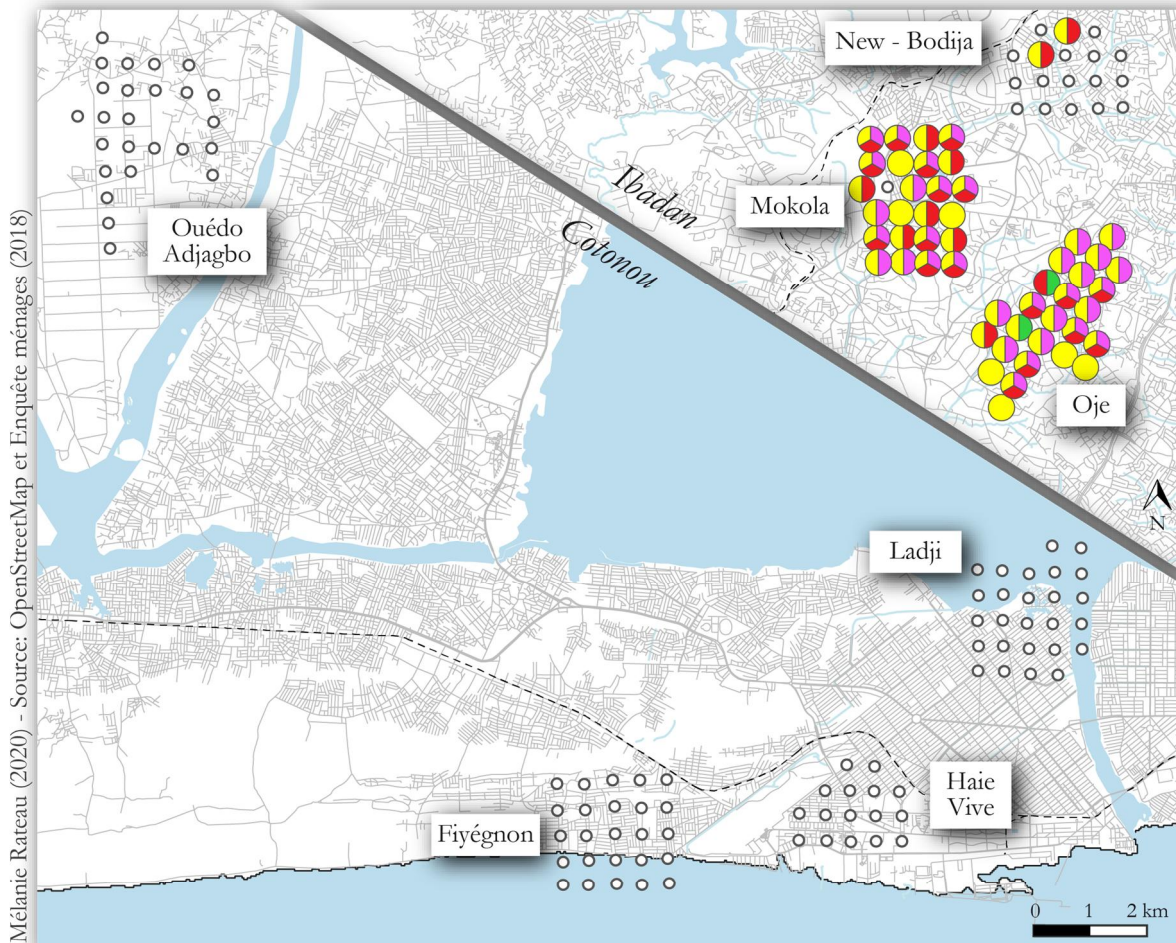 New - Bodija
Ibadan
Mokola
Ouédo
Adjagbo
Cotonou
Oje
N
Ladji
Haie
Vive
Fiyégnon
0 1 2 km
Mélanie Rateau (2020) - Source: OpenStreetMap et Enquête ménages (2018)